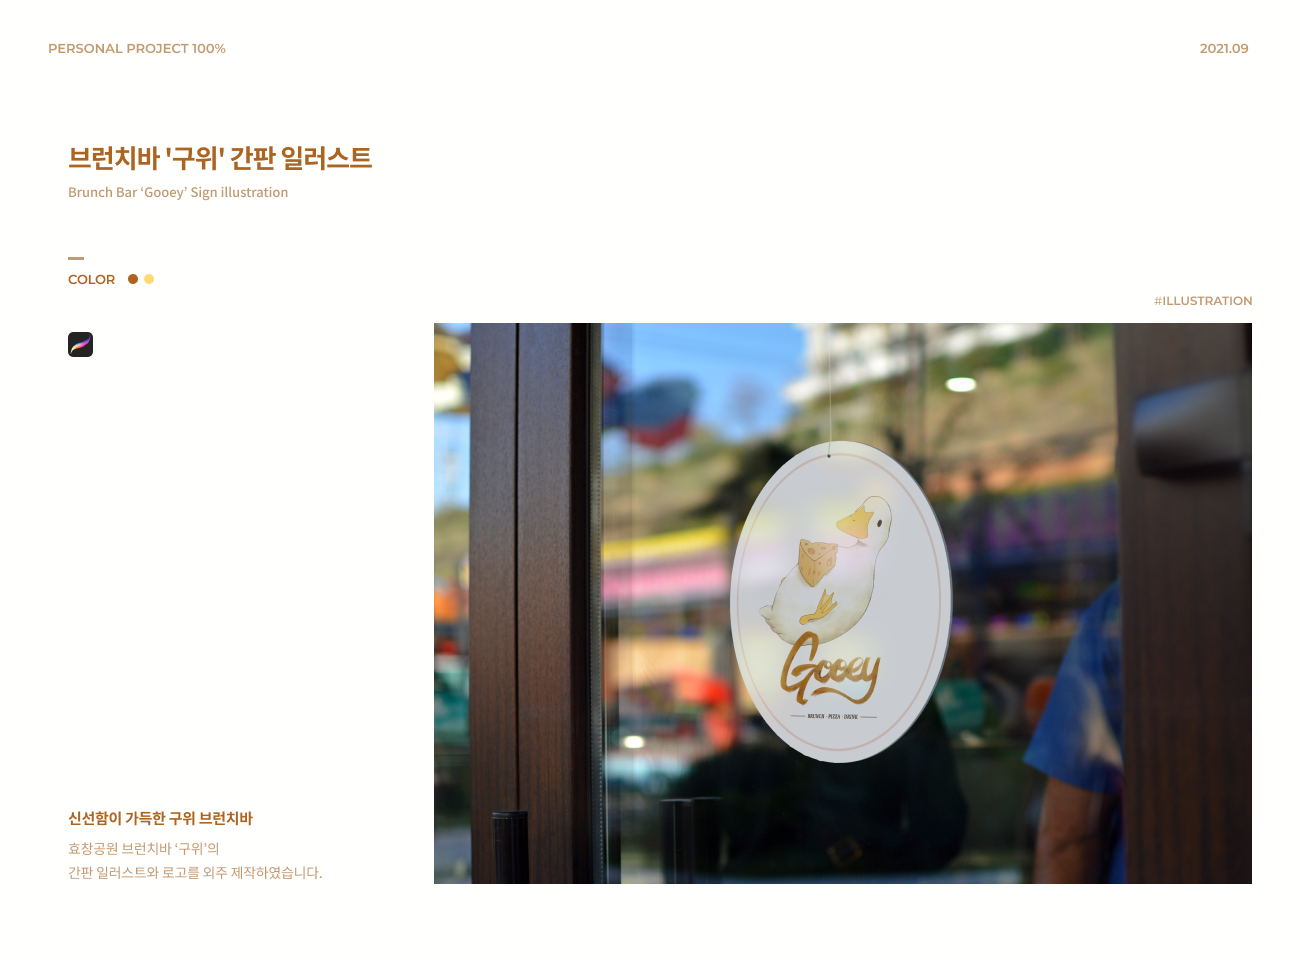 PERSONAL PROJECT 100%
2021.09
브런치바 '구위' 간판 일러스트
Brunch Bar ‘Gooey’ Sign illustration
COLOR
#ILLUSTRATION
Gooey
BRUNCH · PIZZA · DRINK
신선함이 가득한 구위 브런치바
효창공원 브런치바 ‘구위’의
간판 일러스트와 로고를 외주 제작하였습니다.